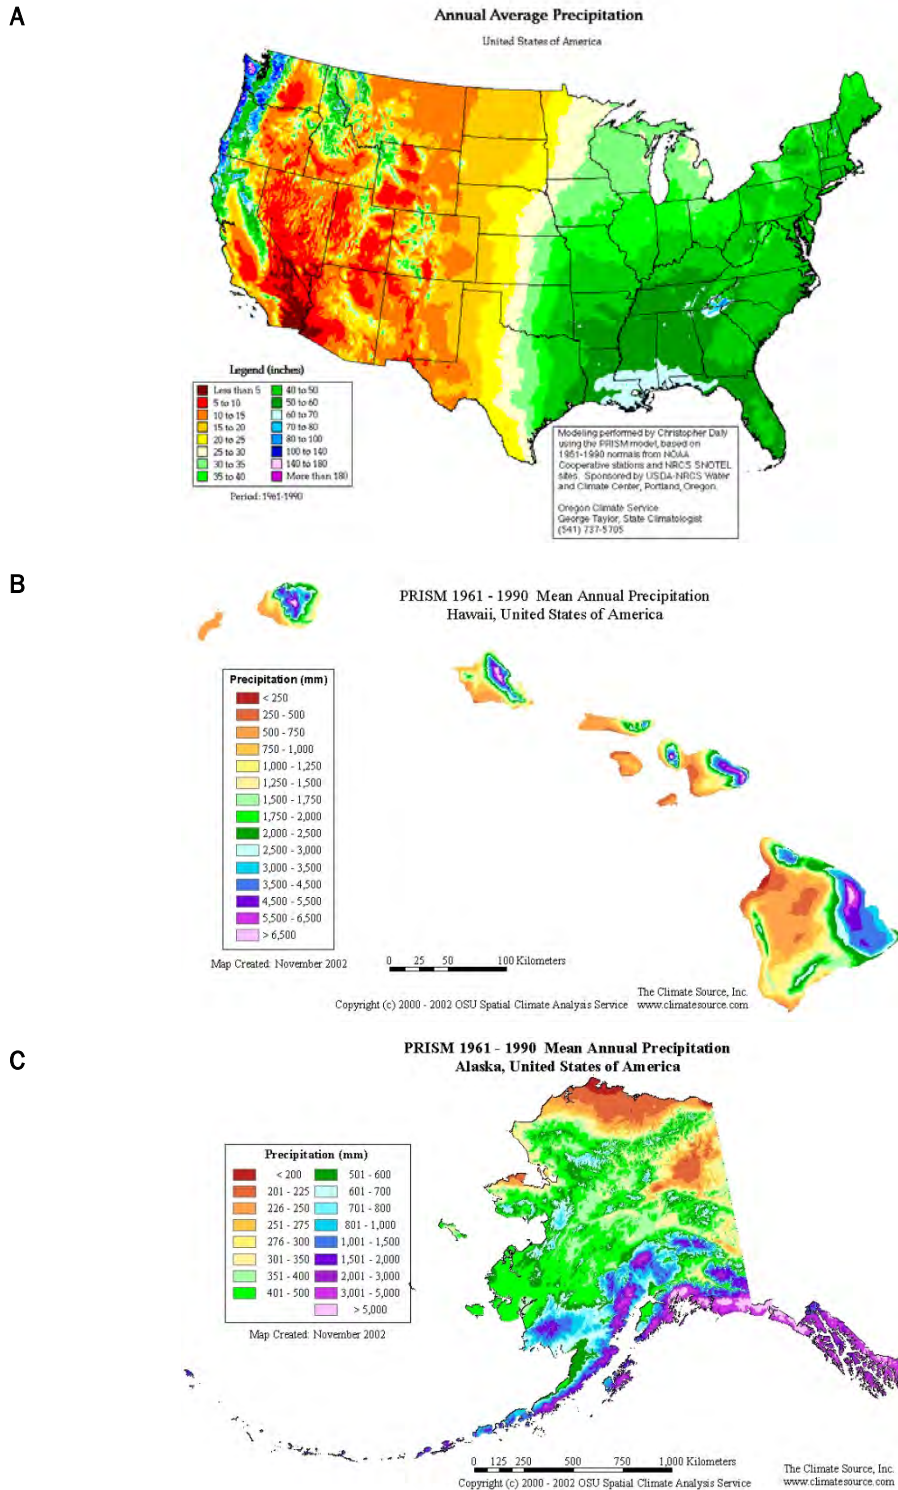 A
Annual Average Precipitation
United States of America
Legend (inches)
Less than 5
5 to 10
10 to 15
15 to 20
20 to 25
25 to 30
30 to 35
35 to 40
40 to 50
50 to 60
60 to 70
70 to 80
80 to 100
100 to 140
140 to 180
More than 180
Period: 1961-1990
Modeling performed by Christopher Daly
using the PRISM model, based on
1961-1990 normals from NOAA
Cooperative stations and NRCS SNOTEL
sites. Sponsored by USDA-NRCS Water
and Climate Center, Portland, Oregon.
Oregon Climate Service
George Taylor, State Climatologist
(541) 737-5705
B
PRISM 1961 - 1990 Mean Annual Precipitation
Hawaii, United States of America
Precipitation (mm)
< 250
250 - 500
500 - 750
750 - 1,000
1,000 - 1,250
1,250 - 1,500
1,500 - 1,750
1,750 - 2,000
2,000 - 2,500
2,500 - 3,000
3,000 - 3,500
3,500 - 4,500
4,500 - 5,500
5,500 - 6,500
> 6,500
Map Created: November 2002
0 25 50 100 Kilometers
The Climate Source, Inc.
Copyright (c) 2000 - 2002 OSU Spatial Climate Analysis Service www.climatesource.com
C
PRISM 1961 - 1990 Mean Annual Precipitation
Alaska, United States of America
Precipitation (mm)
< 200
201 - 225
226 - 250
251 - 275
276 - 300
301 - 350
351 - 400
401 - 500
501 - 600
601 - 700
701 - 800
801 - 1,000
1,001 - 1,500
1,501 - 2,000
2,001 - 3,000
3,001 - 5,000
> 5,000
Map Created: November 2002
0 125 250 500 750 1,000 Kilometers
The Climate Source, Inc.
Copyright (c) 2000 - 2002 OSU Spatial Climate Analysis Service www.climatesource.com